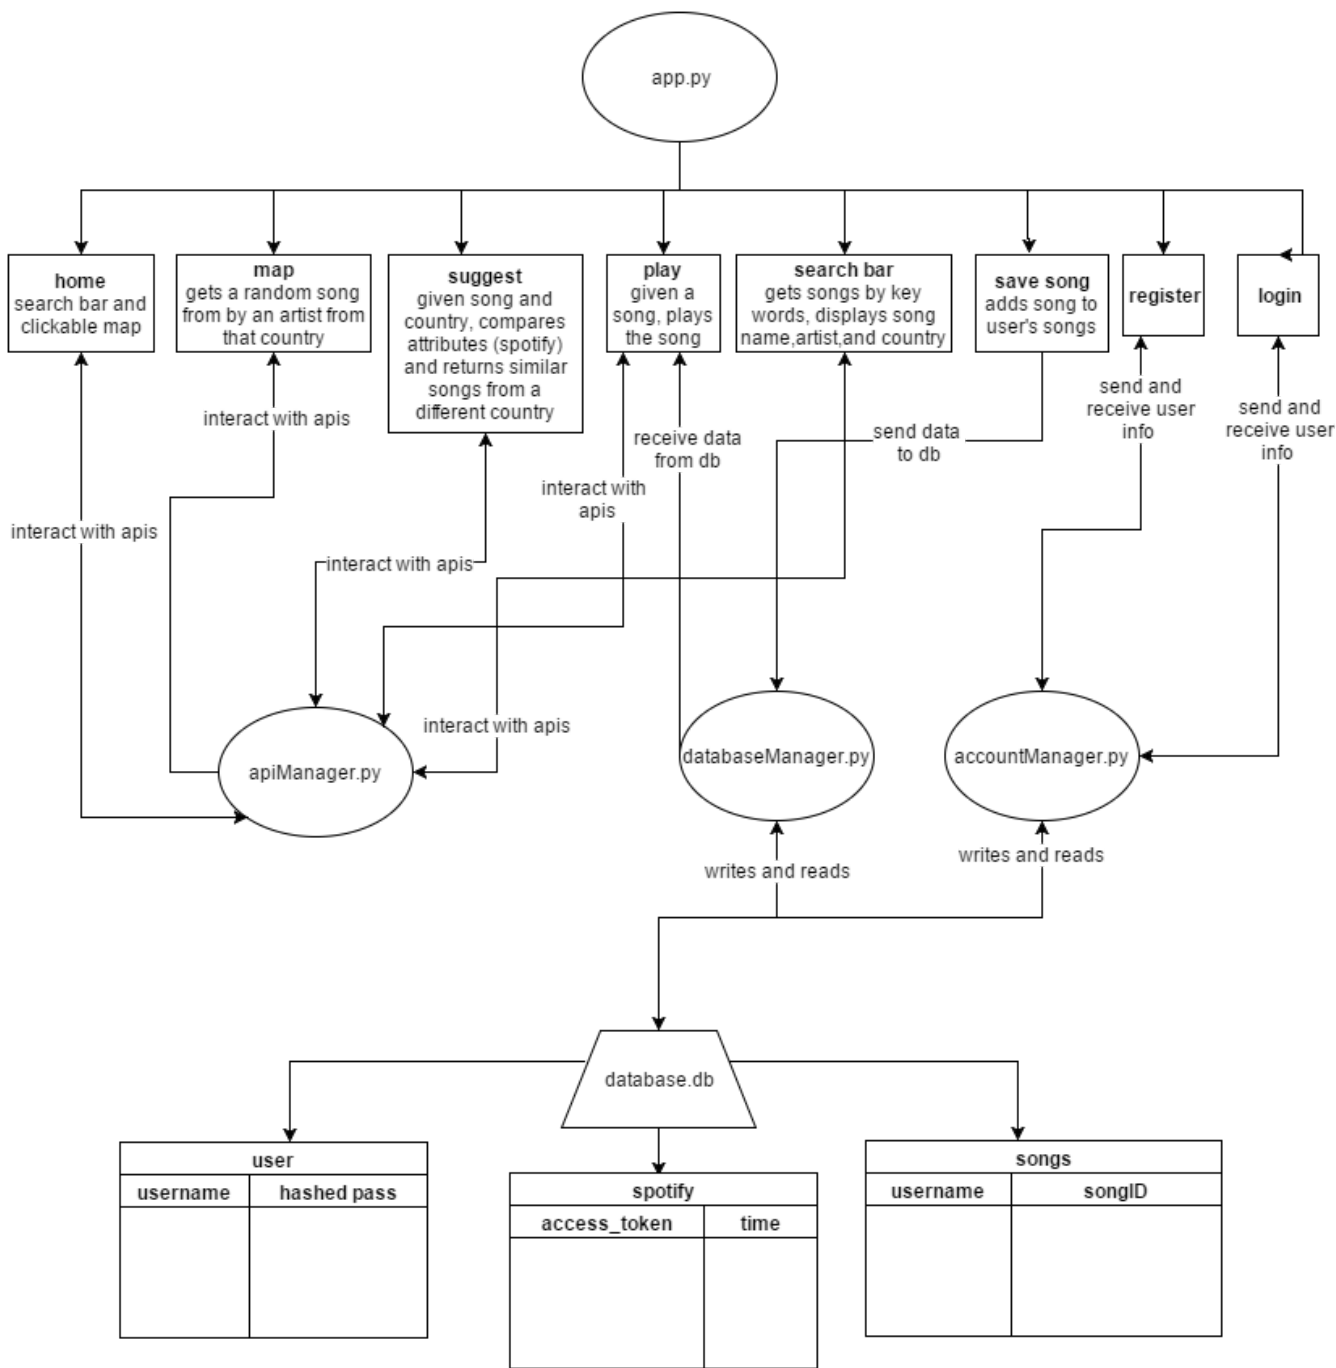 app.py
home
search bar and
clickable map
map
gets a random song
from by an artist from
that country
suggest
given song and
country, compares
attributes (spotify)
and returns similar
songs from a
different country
play
given a
song, plays
the song
search bar
gets songs by key
words, displays song
name,artist,and country
save song
adds song to
user's songs
register
login
interact with apis
interact with apis
interact with apis
interact with
apis
receive data
from db
interact with apis
send data
to db
send and
receive user
info
send and
receive user
info
apiManager.py
databaseManager.py
accountManager.py
writes and reads
writes and reads
database.db
user
username
hashed pass
spotify
access_token
time
songs
username
songID